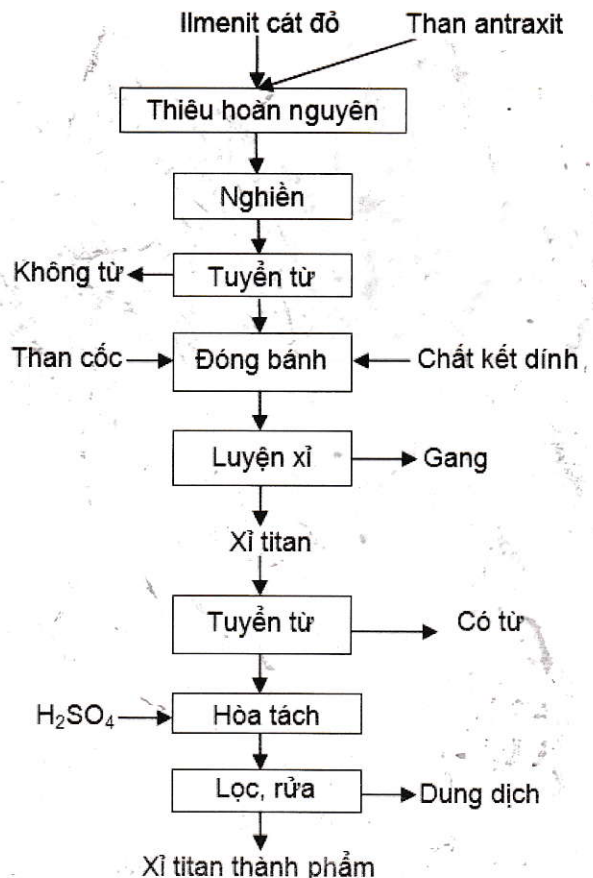 Ilmenit cát đỏ Than antraxit
Thiêu hoàn nguyên
Nghiền
Không từ Tuyển từ
Than cốc Đóng bánh Chất kết dính
Luyện xỉ Gang
Xỉ titan
Tuyển từ Có từ
H₂SO₄ Hòa tách
Lọc, rửa Dung dịch
Xỉ titan thành phẩm